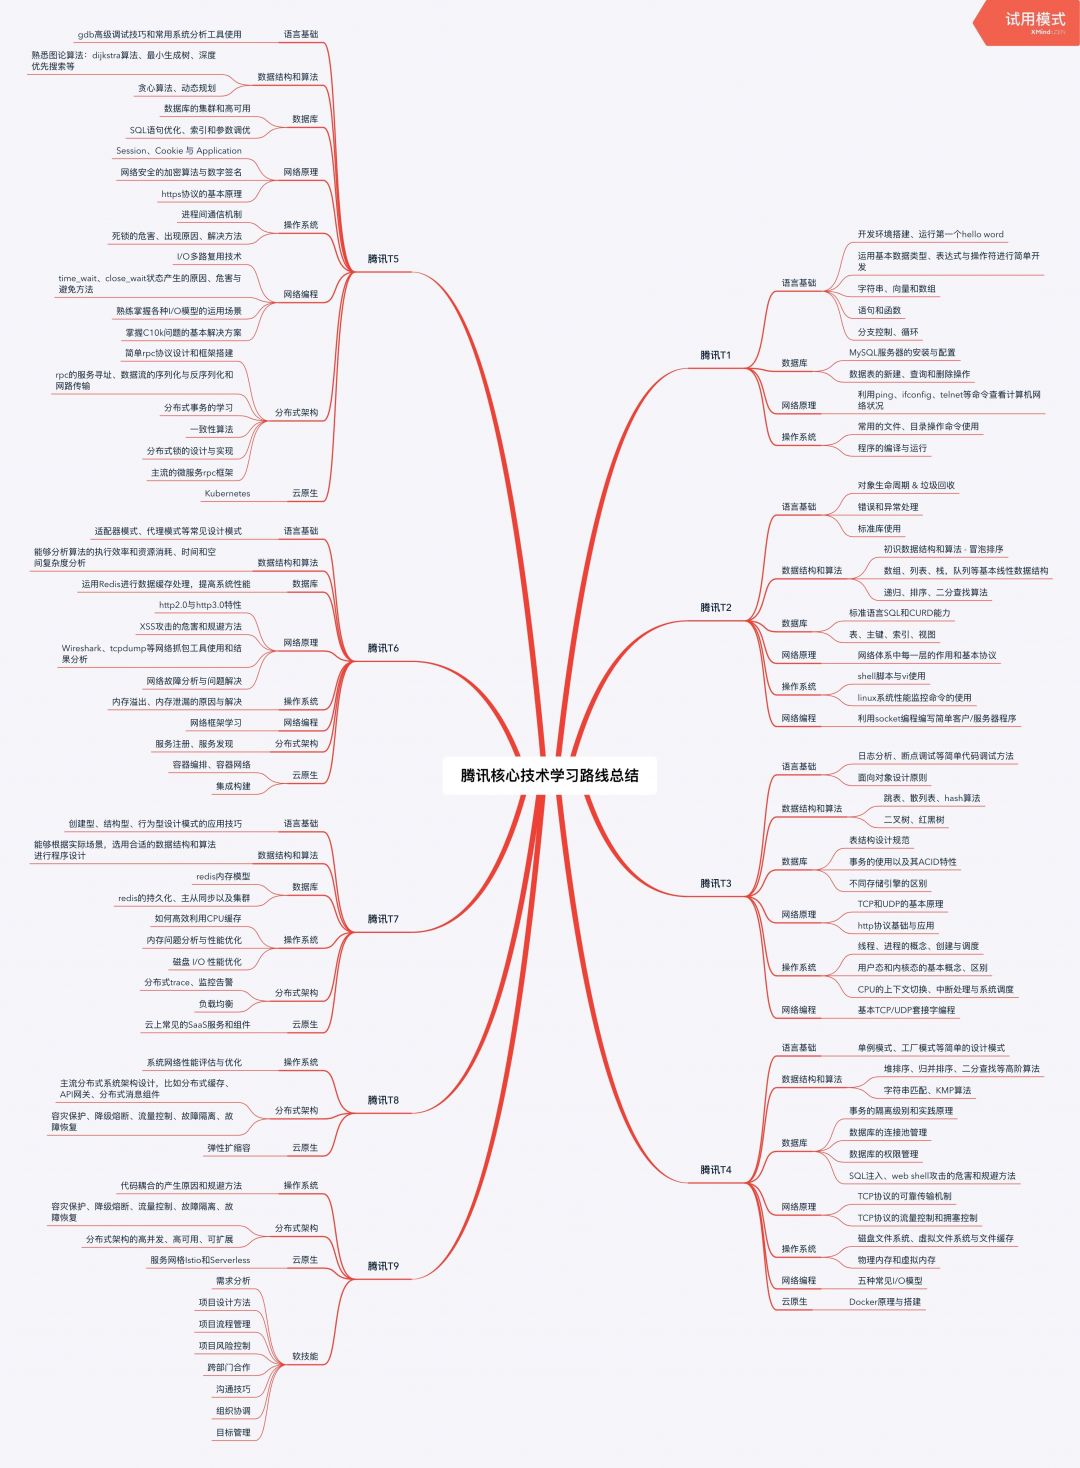 试用模式
XMind:ZEN
腾讯核心技术学习路线总结
腾讯T1
语言基础
开发环境搭建、运行第一个hello word
运用基本数据类型、表达式与操作符进行简单开
发
字符串、向量和数组
语句和函数
分支控制、循环
数据库
MySQL服务器的安装与配置
数据表的新建、查询和删除操作
网络原理
利用ping、ifconfig、telnet等命令查看计算机网
络状况
操作系统
常用的文件、目录操作命令使用
程序的编译与运行
腾讯T2
语言基础
对象生命周期 & 垃圾回收
错误和异常处理
标准库使用
数据结构和算法
初识数据结构和算法 - 冒泡排序
数组、列表、栈，队列等基本线性数据结构
递归、排序、二分查找算法
数据库
标准语言SQL和CURD能力
表、主键、索引、视图
网络原理
网络体系中每一层的作用和基本协议
操作系统
shell脚本与vi使用
linux系统性能监控命令的使用
网络编程
利用socket编程编写简单客户/服务器程序
腾讯T3
语言基础
日志分析、断点调试等简单代码调试方法
面向对象设计原则
数据结构和算法
跳表、散列表、hash算法
二叉树、红黑树
数据库
表结构设计规范
事务的使用以及其ACID特性
不同存储引擎的区别
网络原理
TCP和UDP的基本原理
http协议基础与应用
操作系统
线程、进程的概念、创建与调度
用户态和内核态的基本概念、区别
CPU的上下文切换、中断处理与系统调度
网络编程
基本TCP/UDP套接字编程
腾讯T4
语言基础
单例模式、工厂模式等简单的设计模式
数据结构和算法
堆排序、归并排序、二分查找等高阶算法
字符串匹配、KMP算法
数据库
事务的隔离级别和实践原理
数据库的连接池管理
数据库的权限管理
SQL注入、web shell攻击的危害和规避方法
网络原理
TCP协议的可靠传输机制
TCP协议的流量控制和拥塞控制
操作系统
磁盘文件系统、虚拟文件系统与文件缓存
物理内存和虚拟内存
网络编程
五种常见I/O模型
云原生
Docker原理与搭建
腾讯T5
语言基础
gdb高级调试技巧和常用系统分析工具使用
数据结构和算法
熟悉图论算法：dijkstra算法、最小生成树、深度
优先搜索等
贪心算法、动态规划
数据库
数据库的集群和高可用
SQL语句优化、索引和参数调优
网络原理
Session、Cookie 与 Application
网络安全的加密算法与数字签名
https协议的基本原理
操作系统
进程间通信机制
死锁的危害、出现原因、解决方法
网络编程
I/O多路复用技术
time_wait、close_wait状态产生的原因、危害与
避免方法
熟练掌握各种I/O模型的运用场景
掌握C10k问题的基本解决方案
分布式架构
简单rpc协议设计和框架搭建
rpc的服务寻址、数据流的序列化与反序列化和
网路传输
分布式事务的学习
一致性算法
分布式锁的设计与实现
主流的微服务rpc框架
云原生
Kubernetes
腾讯T6
语言基础
适配器模式、代理模式等常见设计模式
数据结构和算法
能够分析算法的执行效率和资源消耗、时间和空
间复杂度分析
数据库
运用Redis进行数据缓存处理，提高系统性能
网络原理
http2.0与http3.0特性
XSS攻击的危害和规避方法
Wireshark、tcpdump等网络抓包工具使用和结
果分析
网络故障分析与问题解决
操作系统
内存溢出、内存泄漏的原因与解决
网络编程
网络框架学习
分布式架构
服务注册、服务发现
云原生
容器编排、容器网络
集成构建
腾讯T7
语言基础
创建型、结构型、行为型设计模式的应用技巧
数据结构和算法
能够根据实际场景，选用合适的数据结构和算法
进行程序设计
数据库
redis内存模型
redis的持久化、主从同步以及集群
操作系统
如何高效利用CPU缓存
内存问题分析与性能优化
磁盘 I/O 性能优化
分布式架构
分布式trace、监控告警
负载均衡
云原生
云上常见的SaaS服务和组件
腾讯T8
操作系统
系统网络性能评估与优化
分布式架构
主流分布式系统架构设计，比如分布式缓存、
API网关、分布式消息组件
容灾保护、降级熔断、流量控制、故障隔离、故
障恢复
云原生
弹性扩缩容
腾讯T9
操作系统
代码耦合的产生原因和规避方法
分布式架构
容灾保护、降级熔断、流量控制、故障隔离、故
障恢复
分布式架构的高并发、高可用、可扩展
云原生
服务网格Istio和Serverless
软技能
需求分析
项目设计方法
项目流程管理
项目风险控制
跨部门合作
沟通技巧
组织协调
目标管理